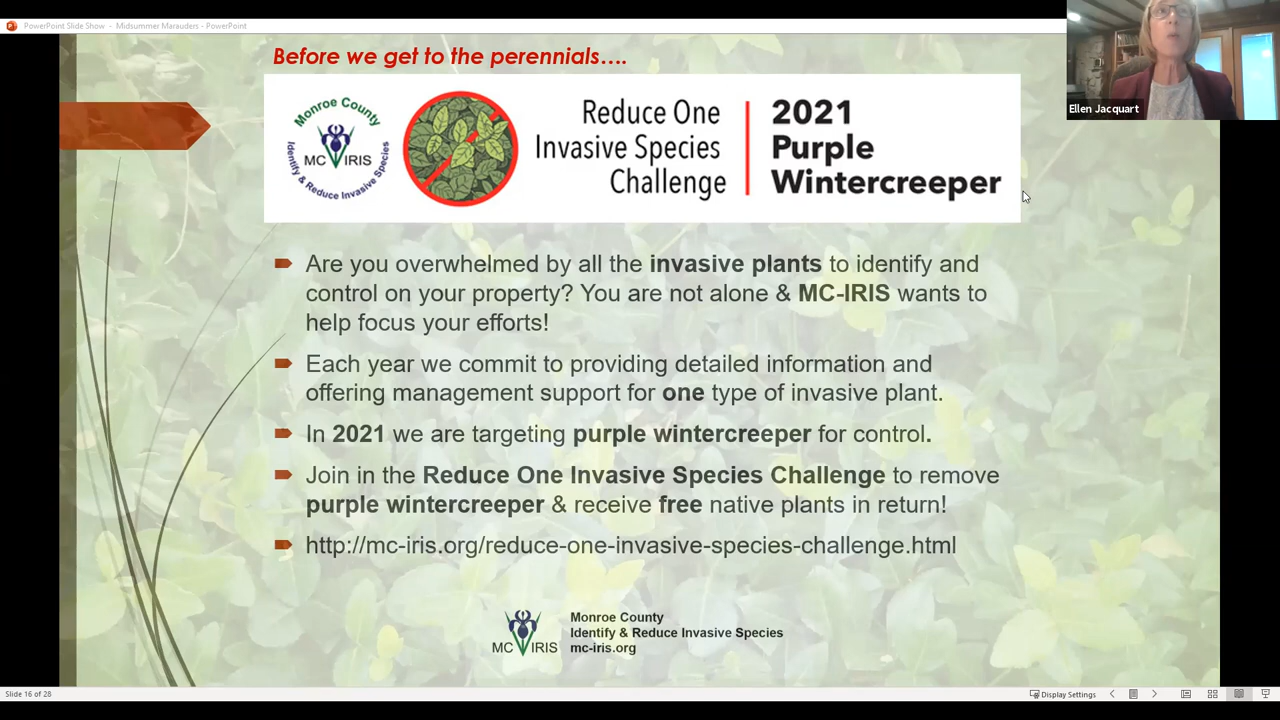 PowerPoint Slide Show - Midsummer Marauders - PowerPoint
Before we get to the perennials….
Monroe County
MC IRIS
Identify & Reduce Invasive Species
Reduce One
Invasive Species
Challenge
2021
Purple
Wintercreeper
Ellen Jacquart
Are you overwhelmed by all the invasive plants to identify and
control on your property? You are not alone & MC-IRIS wants to
help focus your efforts!
Each year we commit to providing detailed information and
offering management support for one type of invasive plant.
In 2021 we are targeting purple wintercreeper for control.
Join in the Reduce One Invasive Species Challenge to remove
purple wintercreeper & receive free native plants in return!
http://mc-iris.org/reduce-one-invasive-species-challenge.html
MC IRIS
Monroe County
Identify & Reduce Invasive Species
mc-iris.org
Slide 16 of 28
Display Settings